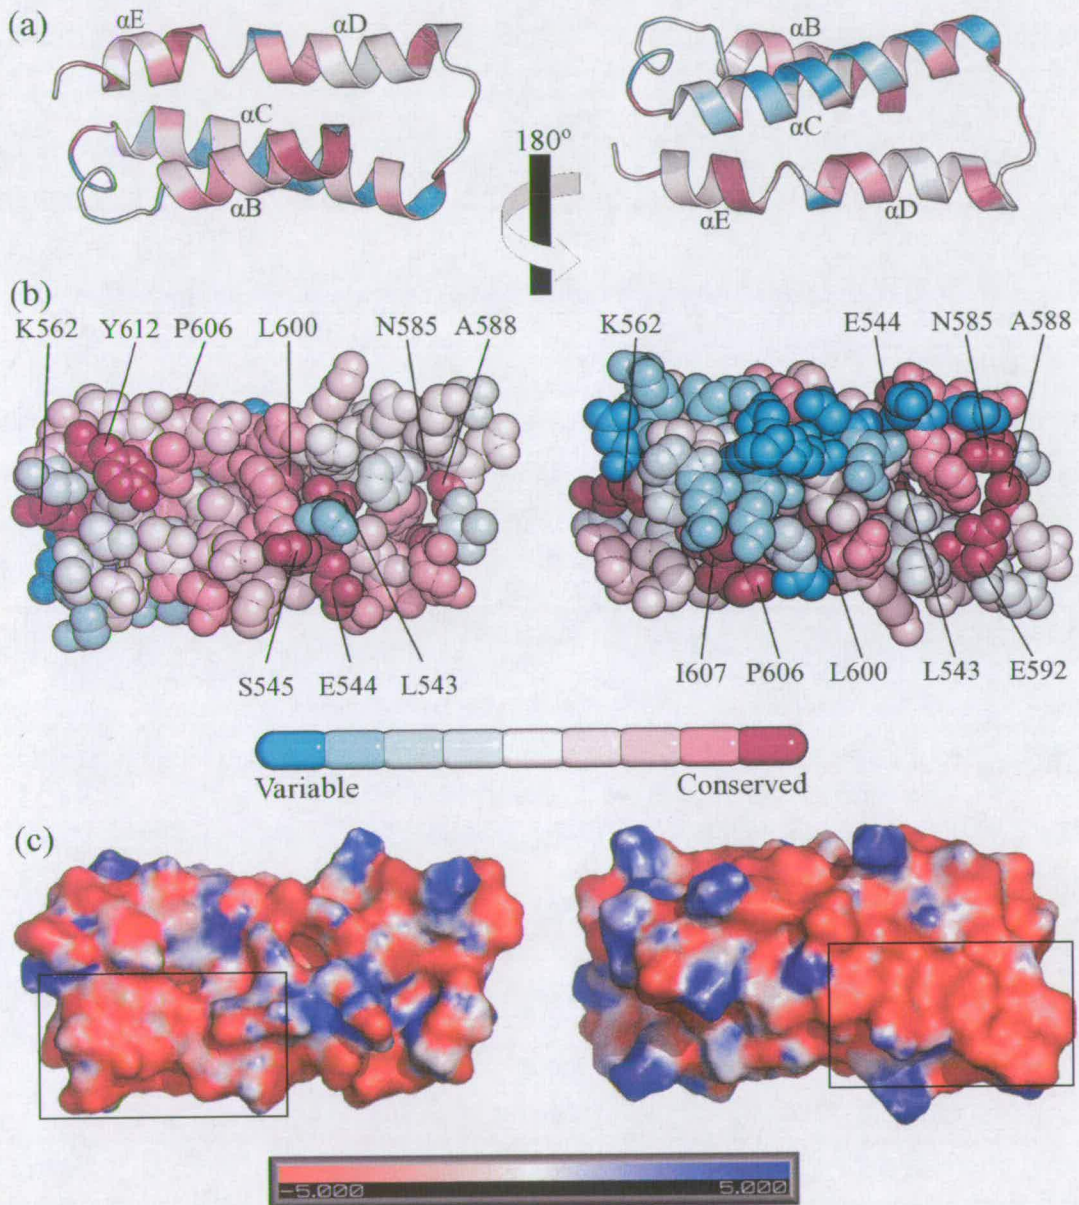 (a)
αE αD αB
αC αC
αB 180° αE αD
(b)
K562 Y612 P606 L600 N585 A588 K562 E544 N585 A588
S545 E544 L543 I607 P606 L600 L543 E592
Variable Conserved
(c)
-5.000 5.000